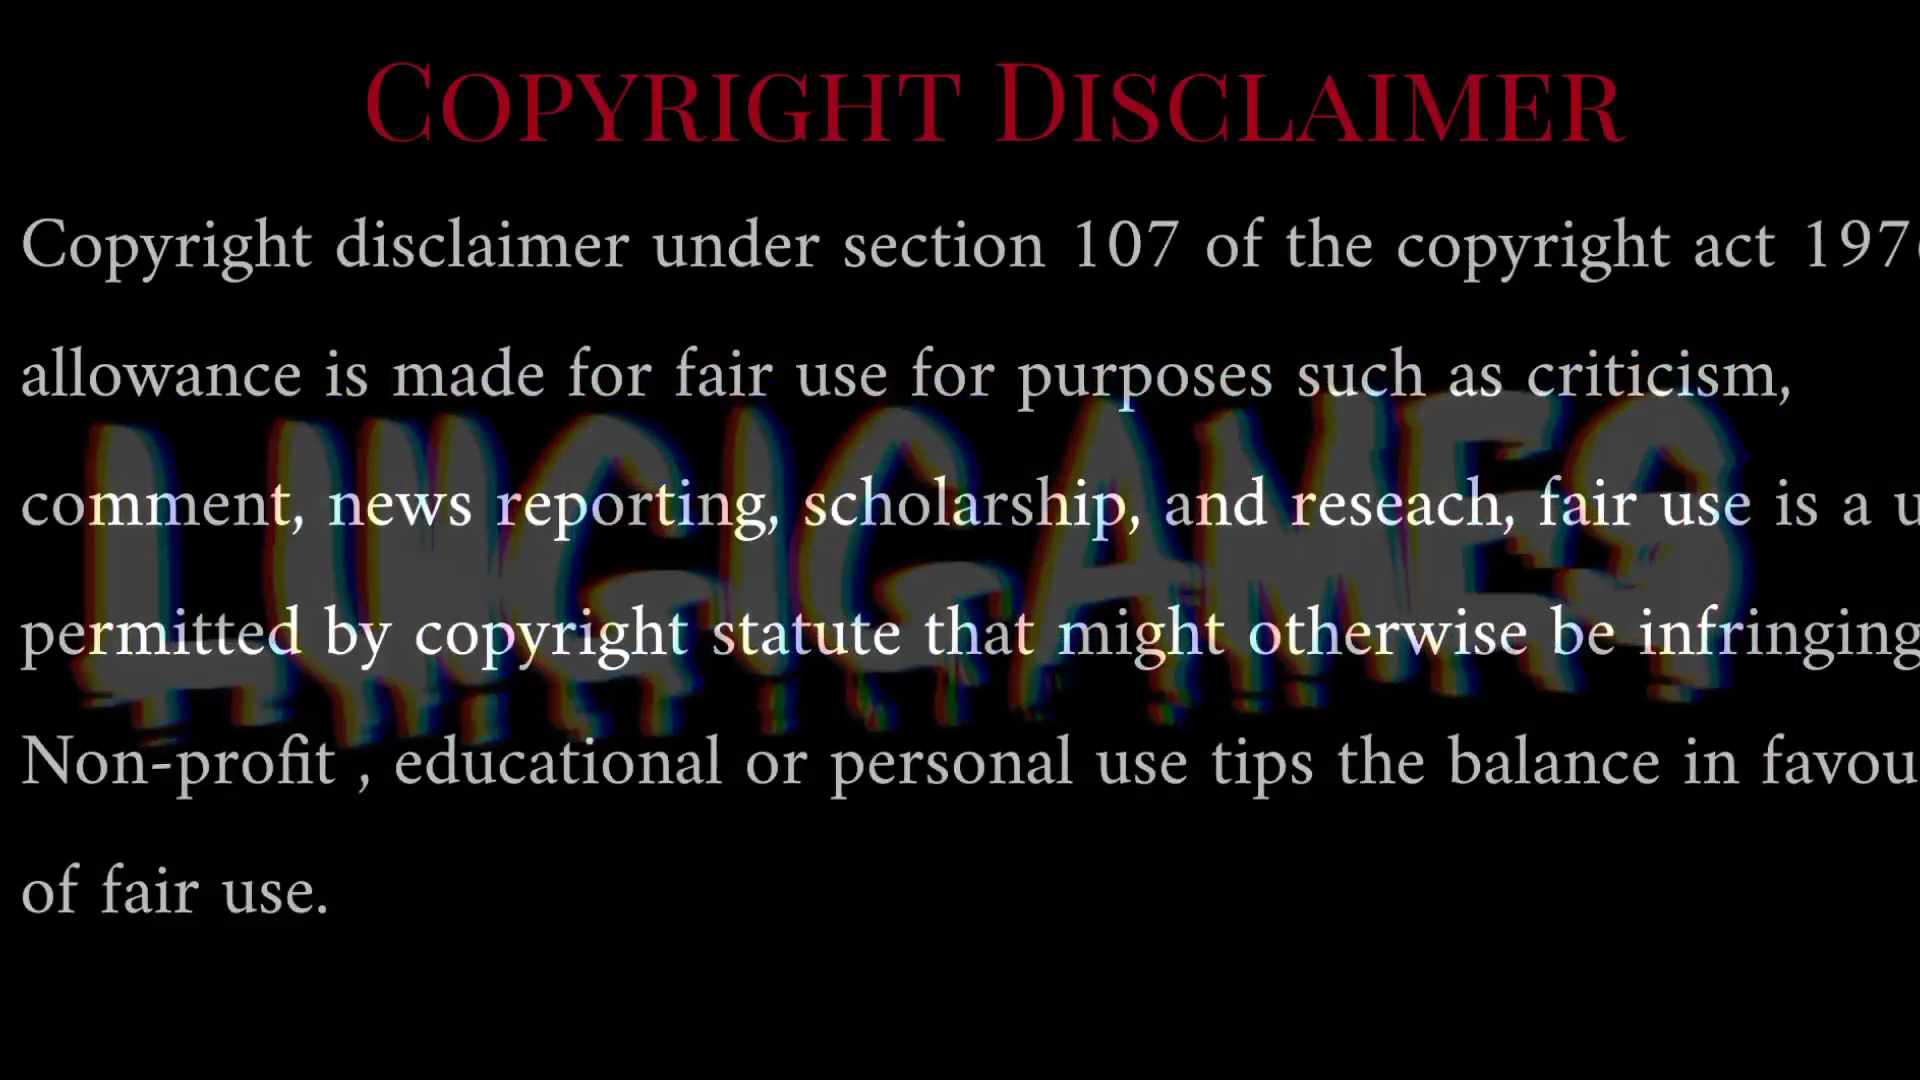 Copyright Disclaimer
Copyright disclaimer under section 107 of the copyright act 197
allowance is made for fair use for purposes such as criticism,
comment, news reporting, scholarship, and reseach, fair use is a u
permitted by copyright statute that might otherwise be infringing
Non-profit , educational or personal use tips the balance in favou
of fair use.
LUIGIGAMES